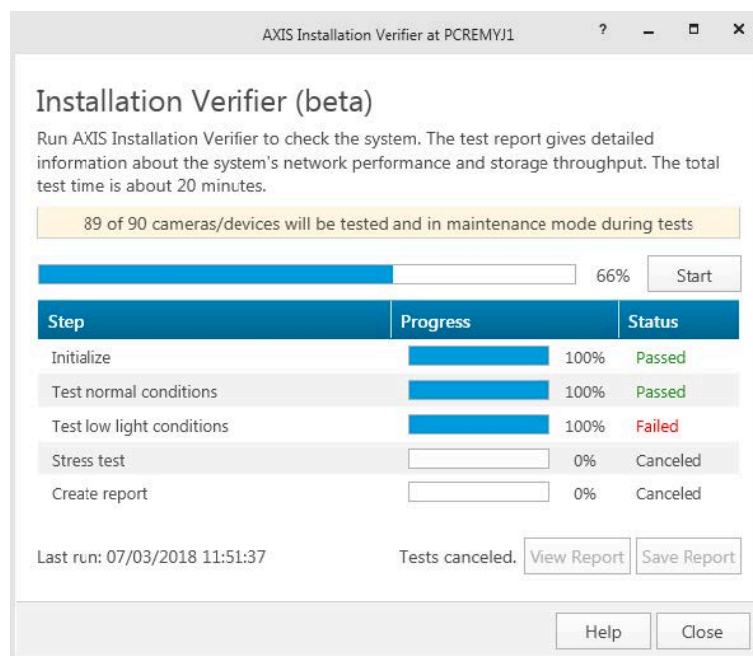 AXIS Installation Verifier at PCREMYJ1
?
Installation Verifier (beta)
Run AXIS Installation Verifier to check the system. The test report gives detailed
information about the system's network performance and storage throughput. The total
test time is about 20 minutes.
89 of 90 cameras/devices will be tested and in maintenance mode during tests
66% Start
Step Progress Status
Initialize 100% Passed
Test normal conditions 100% Passed
Test low light conditions 100% Failed
Stress test 0% Canceled
Create report 0% Canceled
Last run: 07/03/2018 11:51:37 Tests canceled. View Report Save Report
Help Close